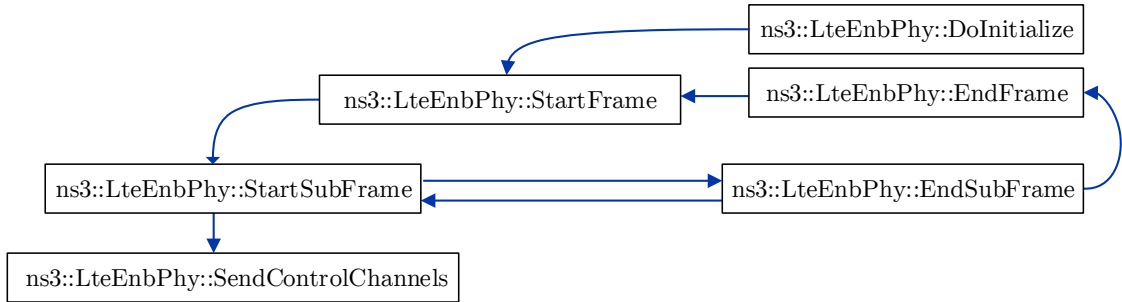 ns3::LteEnbPhy::DoInitialize
ns3::LteEnbPhy::StartFrame
ns3::LteEnbPhy::EndFrame
ns3::LteEnbPhy::StartSubFrame
ns3::LteEnbPhy::EndSubFrame
ns3::LteEnbPhy::SendControlChannels